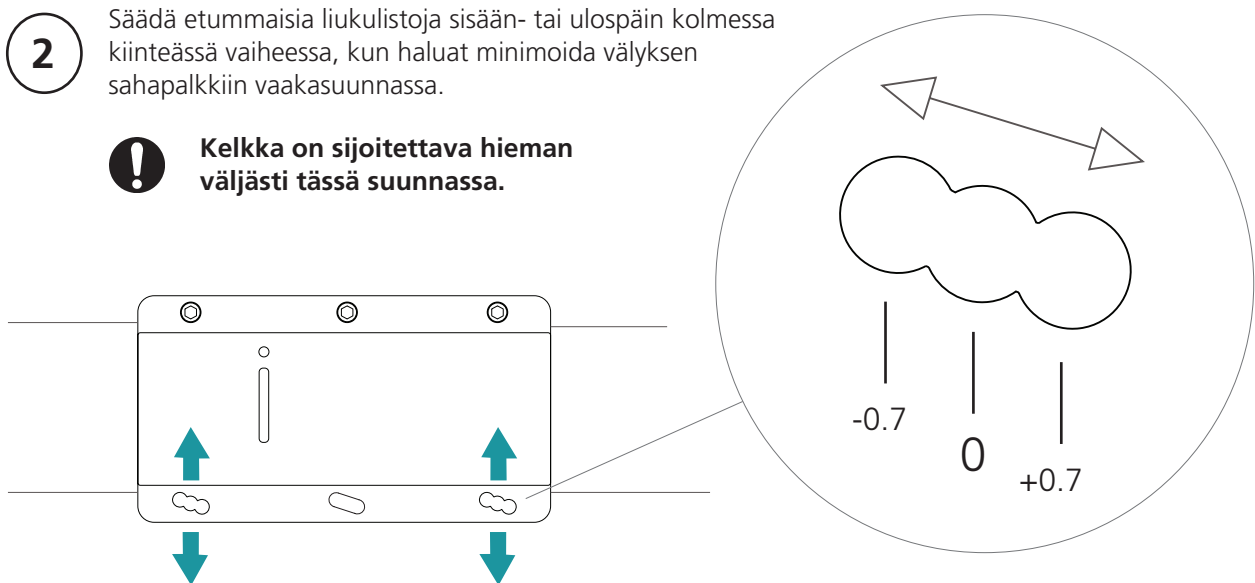 2
Säädä etummaisia liukulistoja sisään- tai ulospäin kolmessa
kiinteässä vaiheessa, kun haluat minimoida välyksen
sahapalkkiin vaakasuunnassa.
Kelkka on sijoitettava hieman
väljästi tässä suunnassa.
-0.7
0
+0.7